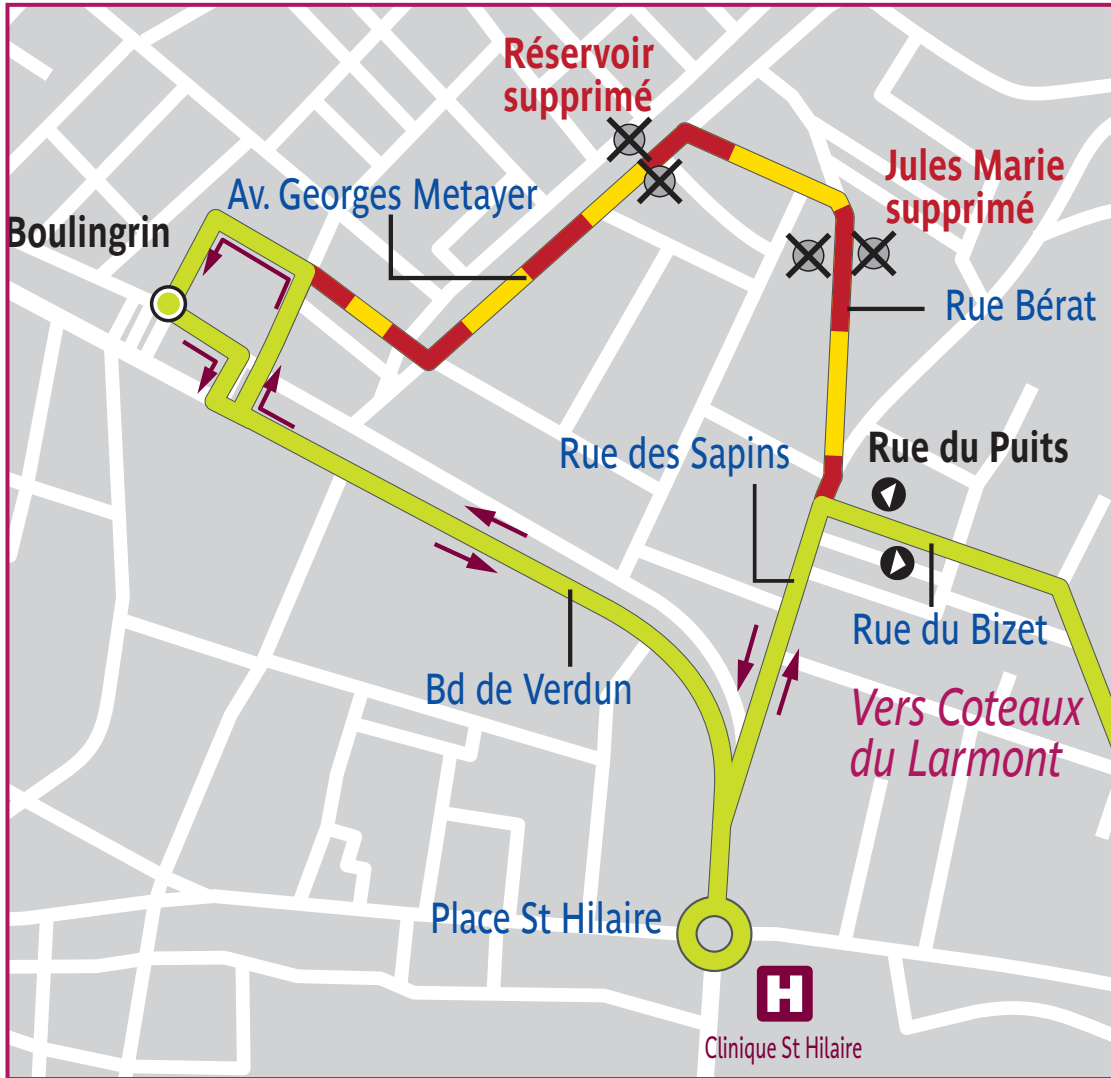 Réservoir
supprimé
Jules Marie
supprimé
Av. Georges Metayer
Boulingrin
Rue Bérat
Rue des Sapins
Rue du Puits
Rue du Bizet
Bd de Verdun
Vers Coteaux
du Larmont
Place St Hilaire
H
Clinique St Hilaire